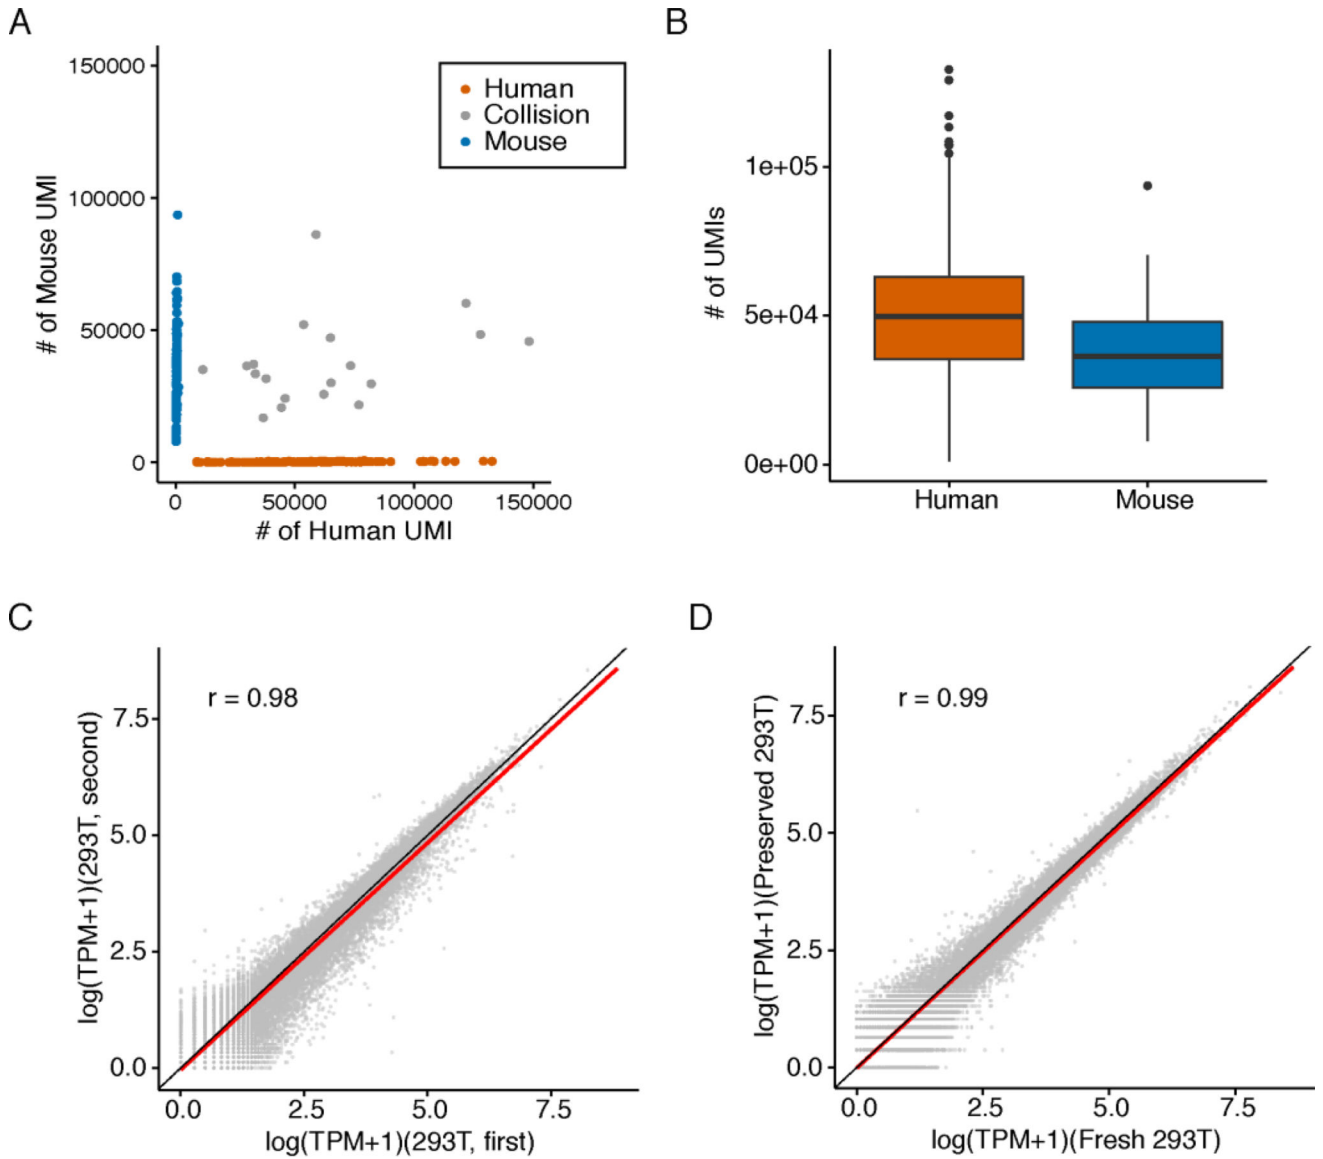 A
# of Mouse UMI
150000
100000
50000
0
Human
Collision
Mouse
0 50000 100000 150000
# of Human UMI
B
# of UMIs
1e+05
5e+04
0e+00
Human Mouse
C
log(TPM+1)(293T, second)
r = 0.98
7.5
5.0
2.5
0.0
0.0 2.5 5.0 7.5
log(TPM+1)(293T, first)
D
log(TPM+1)(Preserved 293T)
r = 0.99
7.5
5.0
2.5
0.0
0.0 2.5 5.0 7.5
log(TPM+1)(Fresh 293T)